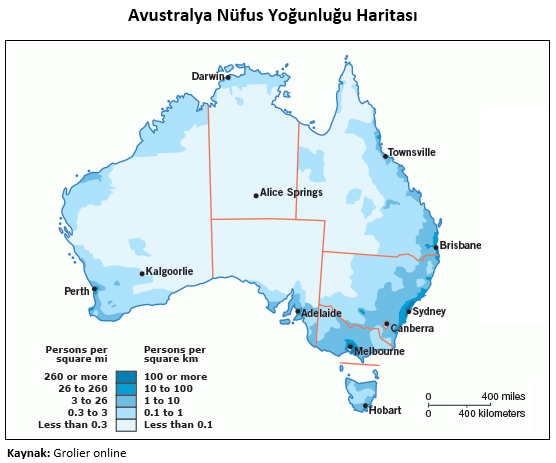 Avustralya Nüfus Yoğunluğu Haritası
Darwin
Townsville
Alice Springs
Brisbane
Kalgoorlie
Perth
Adelaide
Sydney
Canberra
Melbourne
Hobart
Persons per square mi
Persons per square km
260 or more 100 or more
26 to 260 10 to 100
3 to 26 1 to 10
0.3 to 3 0.1 to 1
Less than 0.3 Less than 0.1
0 400 miles
0 400 kilometers
Kaynak: Grolier online